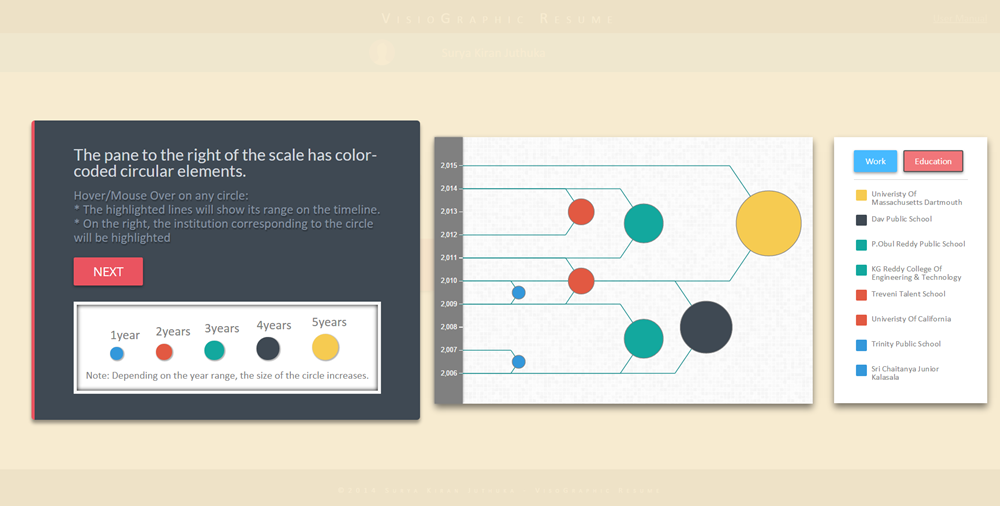 VisioGraphic Resume
The pane to the right of the scale has color-
coded circular elements.
Hover/Mouse Over on any circle:
* The highlighted lines will show its range on the timeline.
* On the right, the institution corresponding to the circle
will be highlighted
NEXT
1year
2years
3years
4years
5years
Note: Depending on the year range, the size of the circle increases.
2,015
2,014
2,013
2,012
2,011
2,010
2,009
2,008
2,007
2,006
Work
Education
Univeristy Of
Massachusetts Dartmouth
Dav Public School
P.Obul Reddy Public School
KG Reddy College Of
Engineering & Technology
Treveni Talent School
Univeristy Of California
Trinity Public School
Sri Chaitanya Junior
Kalasala